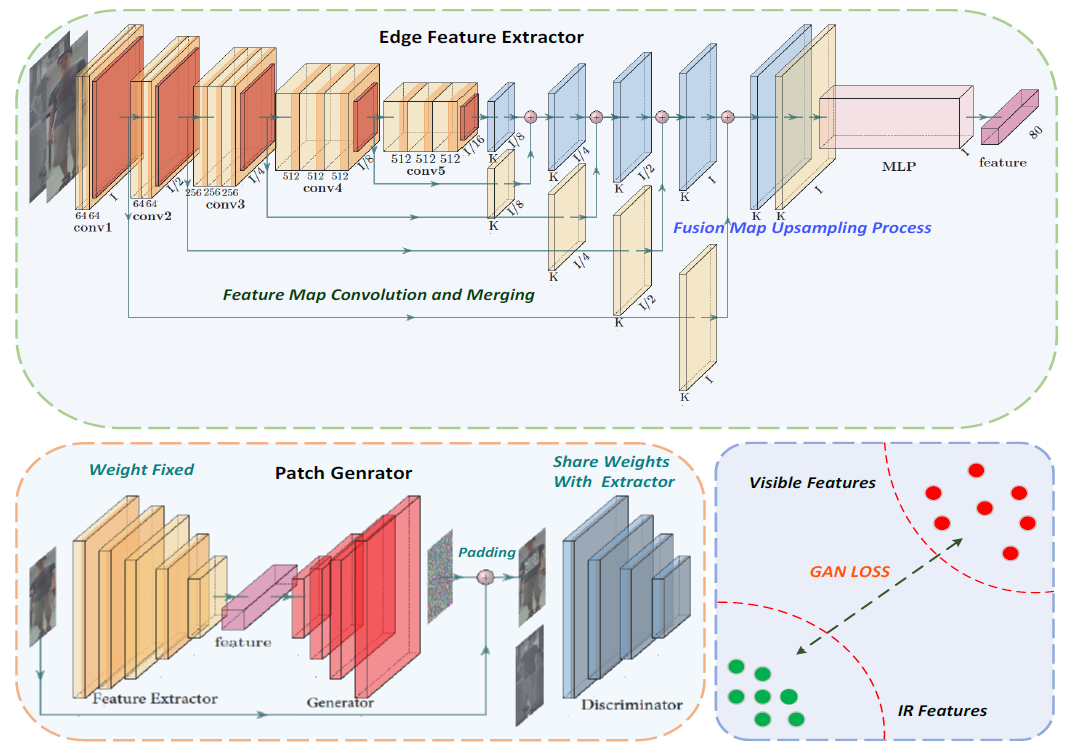 Edge Feature Extractor
64 64
I
conv1
64 64
1/2
conv2
256 256 256
1/4
conv3
512 512 512
1/8
conv4
512 512 512
1/16
conv5
K
1/8
K
1/4
K
1/2
K
I
K
K
I
MLP
I
feature
80
K
1/8
K
1/4
K
1/2
K
I
Fusion Map Upsampling Process
Feature Map Convolution and Merging
Weight Fixed
Patch Genrator
Share Weights
With Extractor
Padding
feature
Feature Extractor
Generator
Discriminator
Visible Features
GAN LOSS
IR Features